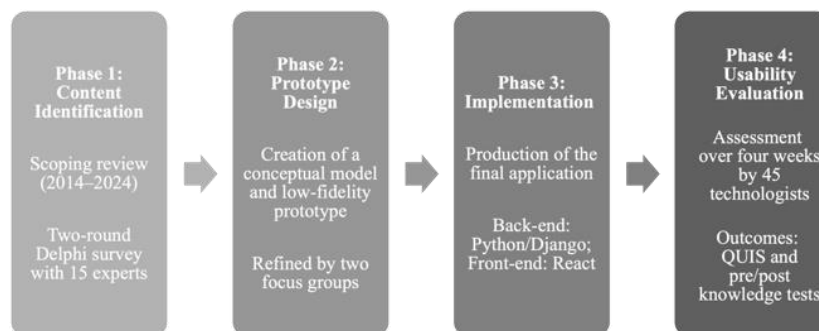 Phase 1:
Content
Identification
Scoping review
(2014–2024)
Two-round
Delphi survey
with 15 experts
Phase 2:
Prototype
Design
Creation of a
conceptual model
and low-fidelity
prototype
Refined by two
focus groups
Phase 3:
Implementation
Production of the
final application
Back-end:
Python/Django;
Front-end: React
Phase 4:
Usability
Evaluation
Assessment
over four weeks
by 45
technologists
Outcomes:
QUIS and
pre/post
knowledge tests